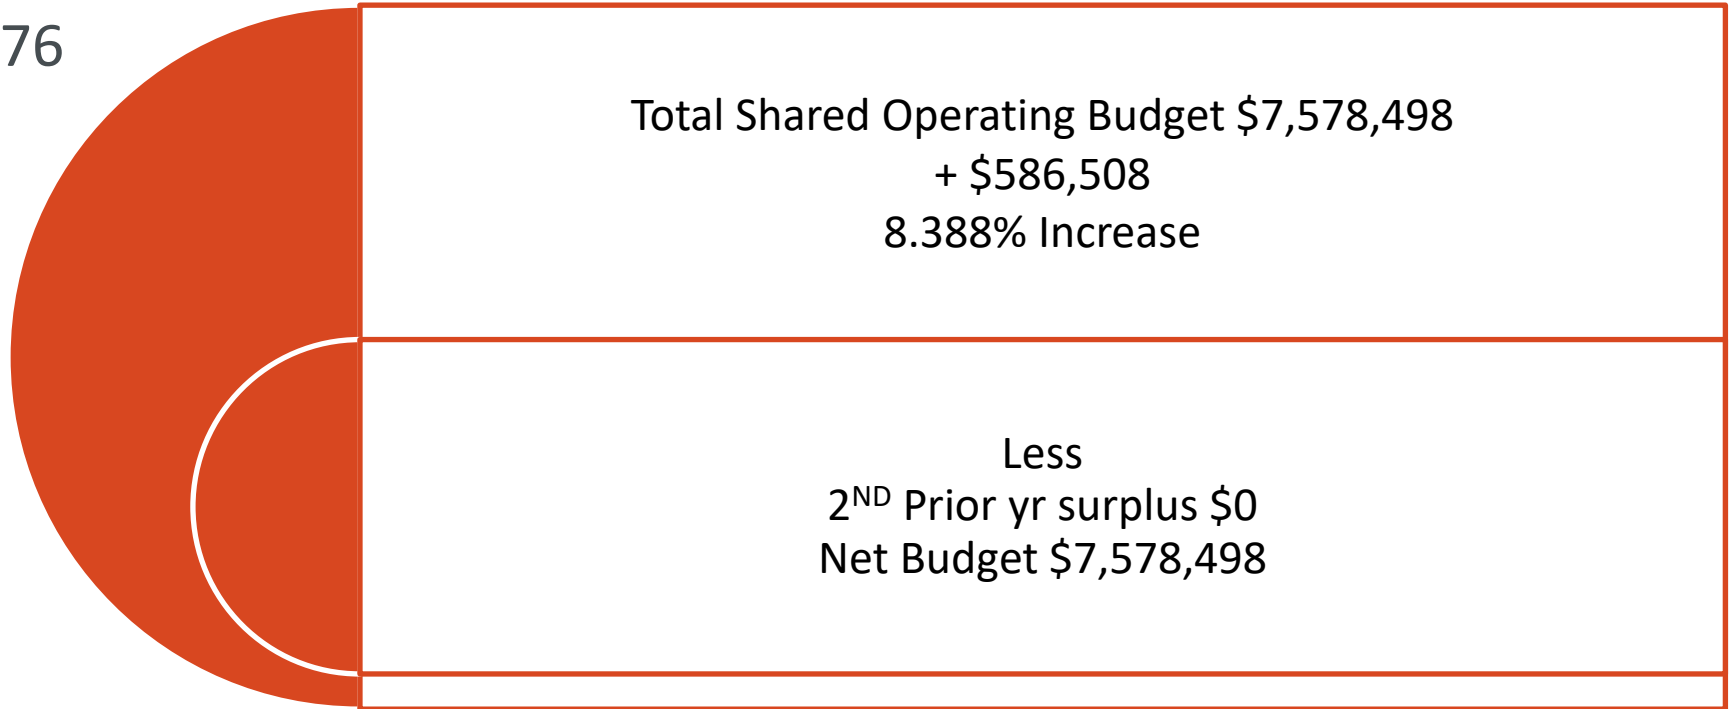 76
Total Shared Operating Budget $7,578,498
+ $586,508
8.388% Increase
Less
2ND Prior yr surplus $0
Net Budget $7,578,498